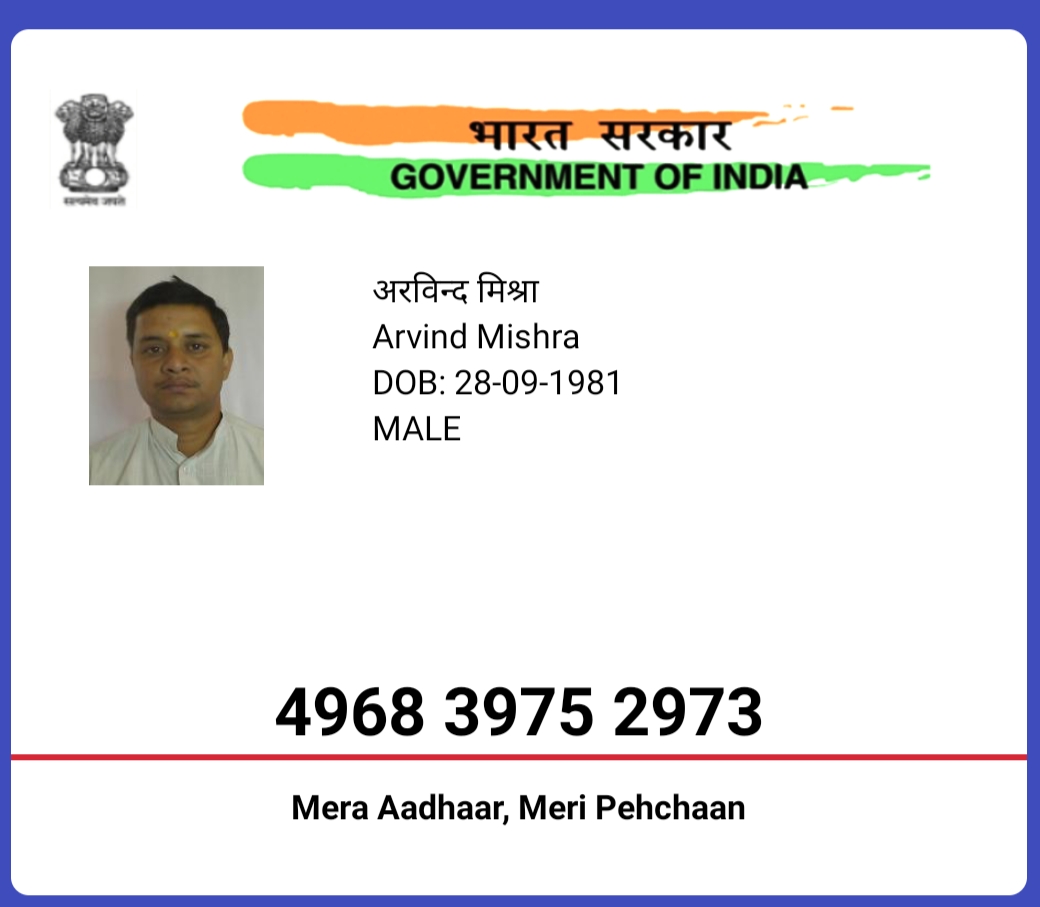 सत्यमेव जयते
भारत सरकार
GOVERNMENT OF INDIA
अरविन्द मिश्रा
Arvind Mishra
DOB: 28-09-1981
MALE
4968 3975 2973
Mera Aadhaar, Meri Pehchaan